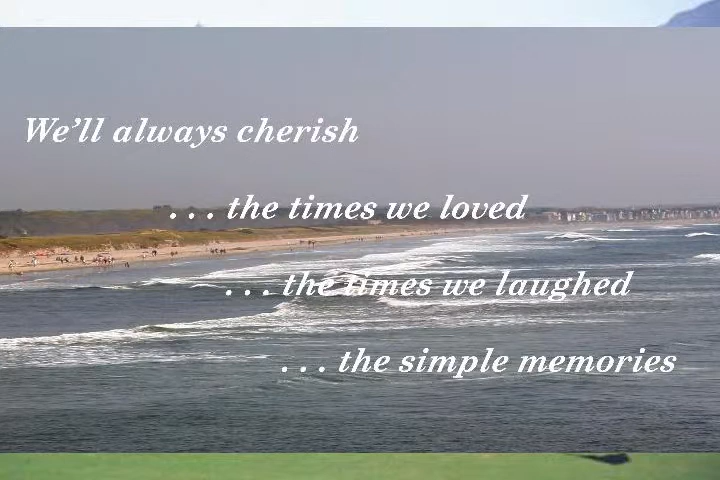 We’ll always cherish
. . . the times we loved
. . . the times we laughed
. . . the simple memories